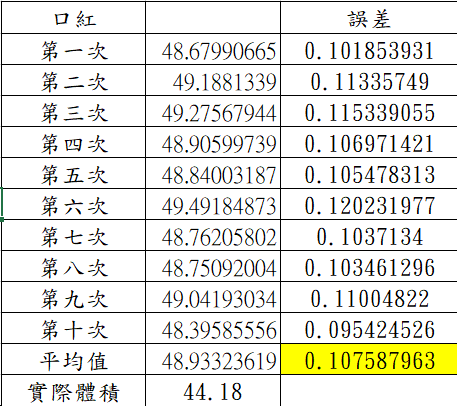 口紅 誤差
第一次 48.67990665 0.101853931
第二次 49.1881339 0.11335749
第三次 49.27567944 0.115339055
第四次 48.90599739 0.106971421
第五次 48.84003187 0.105478313
第六次 49.49184873 0.120231977
第七次 48.76205802 0.1037134
第八次 48.75092004 0.103461296
第九次 49.04193034 0.11004822
第十次 48.39585556 0.095424526
平均值 48.93323619 0.107587963
實際體積 44.18